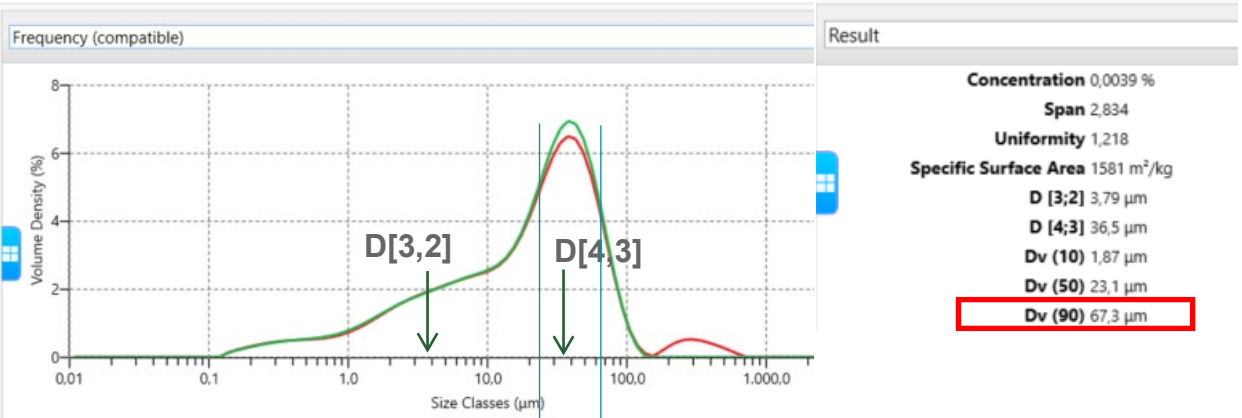 Frequency (compatible)
8
6
4
2
0
Volume Density (%)
D[3,2]
D[4,3]
0,01
0,1
1,0
10,0
100,0
1.000,0
Size Classes (µm)
Result
Concentration 0,0039 %
Span 2,834
Uniformity 1,218
Specific Surface Area 1581 m²/kg
D [3;2] 3,79 µm
D [4;3] 36,5 µm
Dv (10) 1,87 µm
Dv (50) 23,1 µm
Dv (90) 67,3 µm